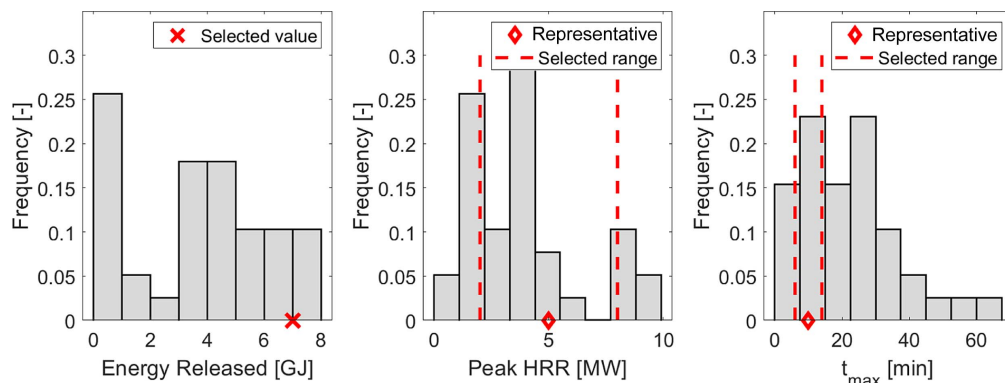 0.3
0.25
0.2
0.15
0.1
0.05
0
Frequency [-]
0 2 4 6 8
Energy Released [GJ]
Selected value
0.3
0.25
0.2
0.15
0.1
0.05
0
Frequency [-]
0 5 10
Peak HRR [MW]
Representative
Selected range
0.3
0.25
0.2
0.15
0.1
0.05
0
Frequency [-]
0 20 40 60
t_max [min]
Representative
Selected range